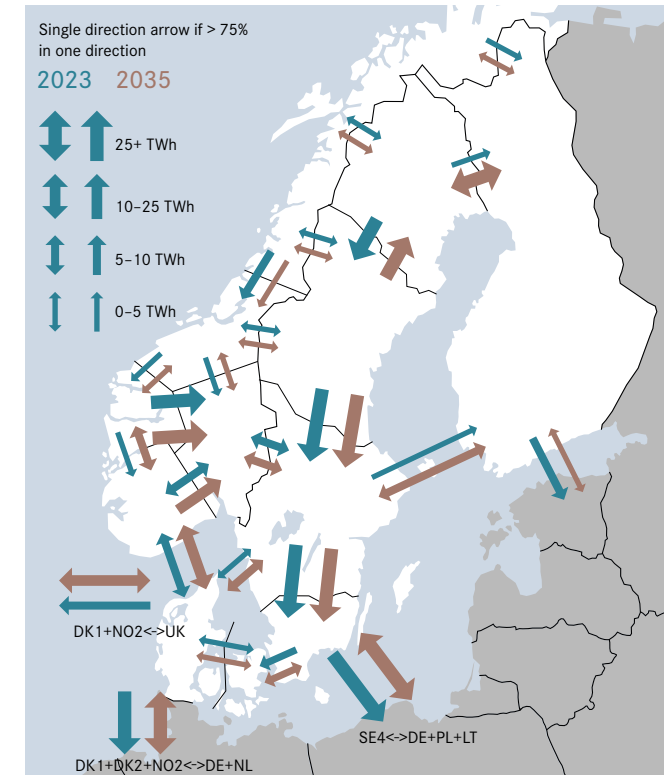 Single direction arrow if > 75%
in one direction
2023 2035
25+ TWh
10–25 TWh
5–10 TWh
0–5 TWh
DK1+NO2<->UK
SE4<->DE+PL+LT
DK1+DK2+NO2<->DE+NL